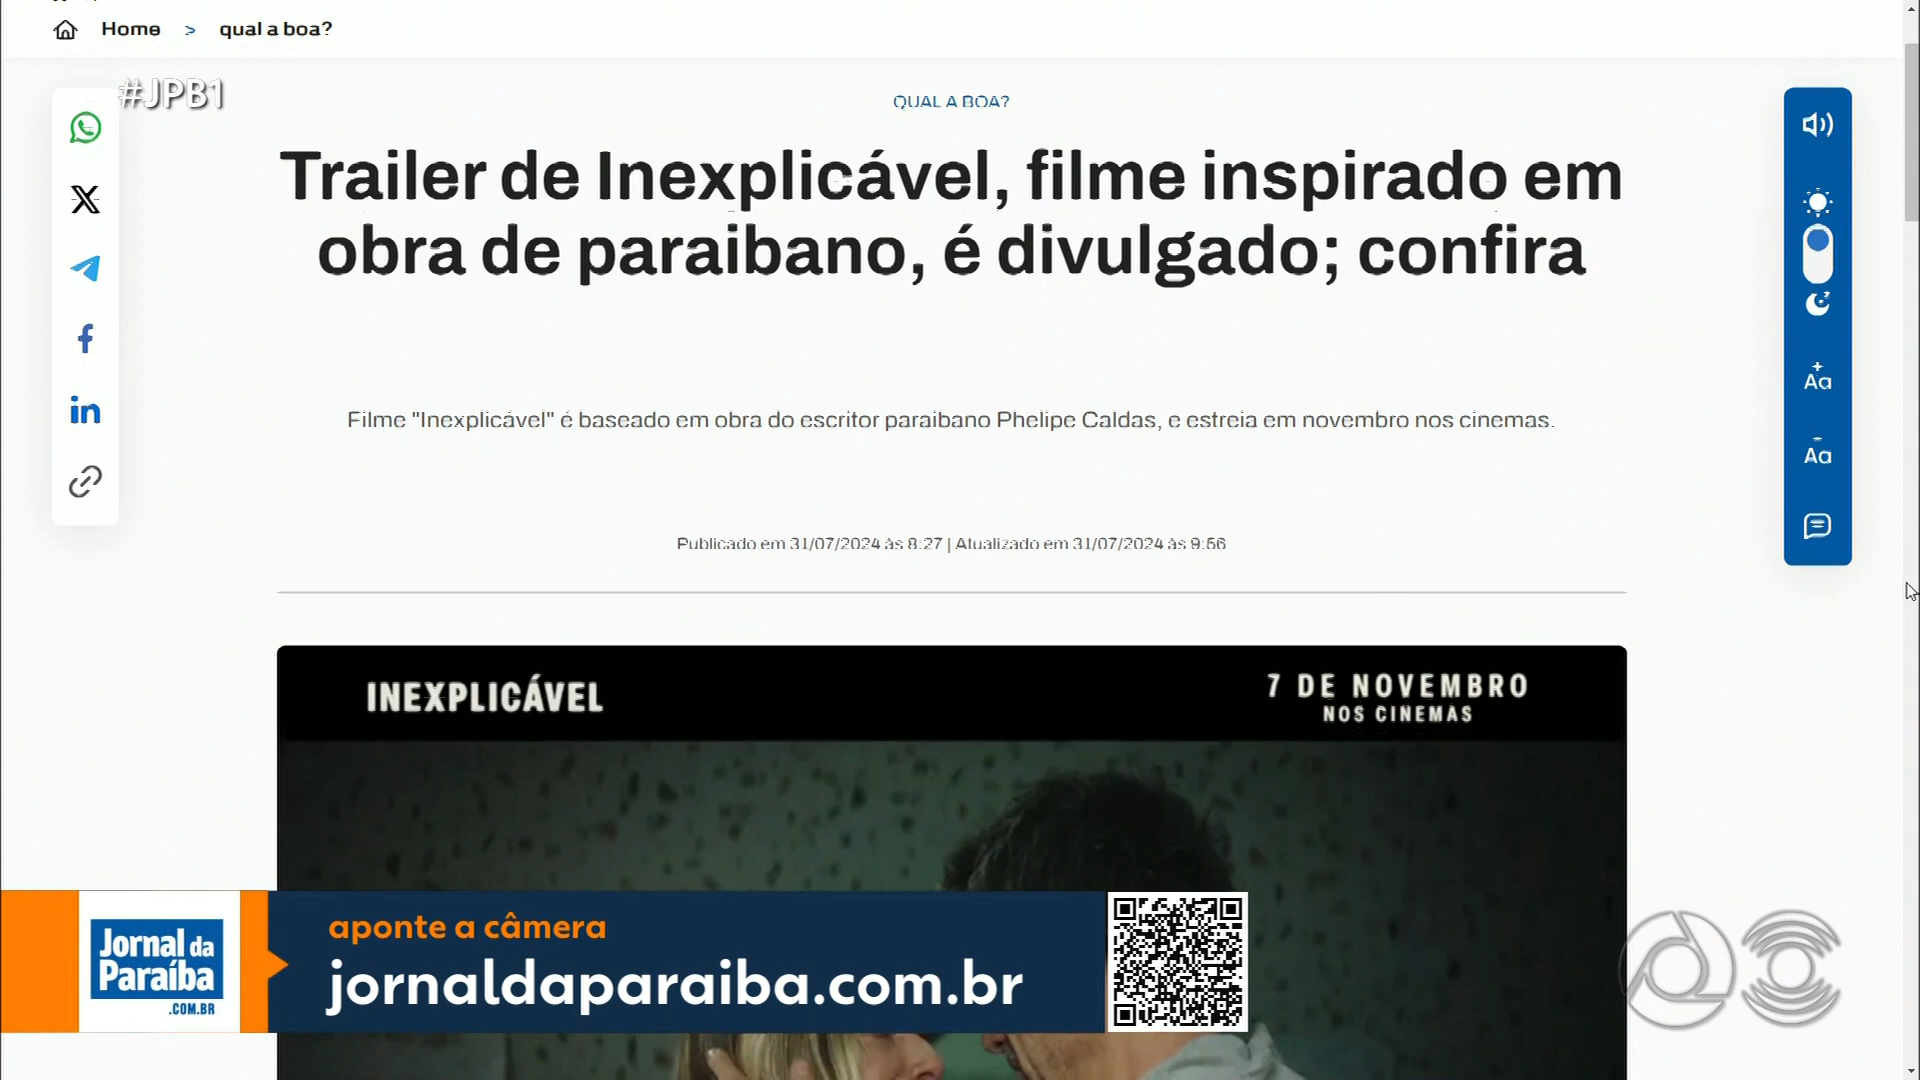 Home > qual a boa?
#JPB1
QUAL A BOA?
Trailer de Inexplicável, filme inspirado em
obra de paraibano, é divulgado; confira
Filme "Inexplicável" é baseado em obra do escritor paraibano Phelipe Caldas, e estreia em novembro nos cinemas.
Publicado em 31/07/2024 às 8:27 | Atualizado em 31/07/2024 às 9:56
+
Aa
-
Aa
INEXPLICÁVEL
7 DE NOVEMBRO
NOS CINEMAS
Jornal da
Paraíba
.COM.BR
aponte a câmera
jornaldaparaiba.com.br